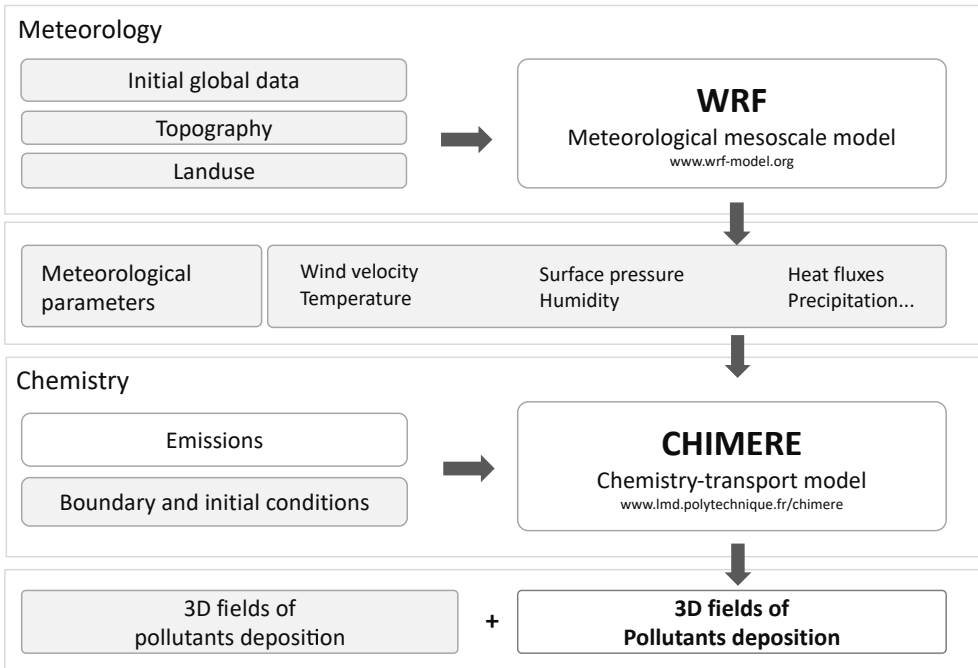 Meteorology
Initial global data
Topography
Landuse
WRF
Meteorological mesoscale model
www.wrf-model.org
Meteorological
parameters
Wind velocity
Temperature
Surface pressure
Humidity
Heat fluxes
Precipitation...
Chemistry
Emissions
Boundary and initial conditions
CHIMERE
Chemistry-transport model
www.lmd.polytechnique.fr/chimere
3D fields of
pollutants deposition
+
3D fields of
Pollutants deposition